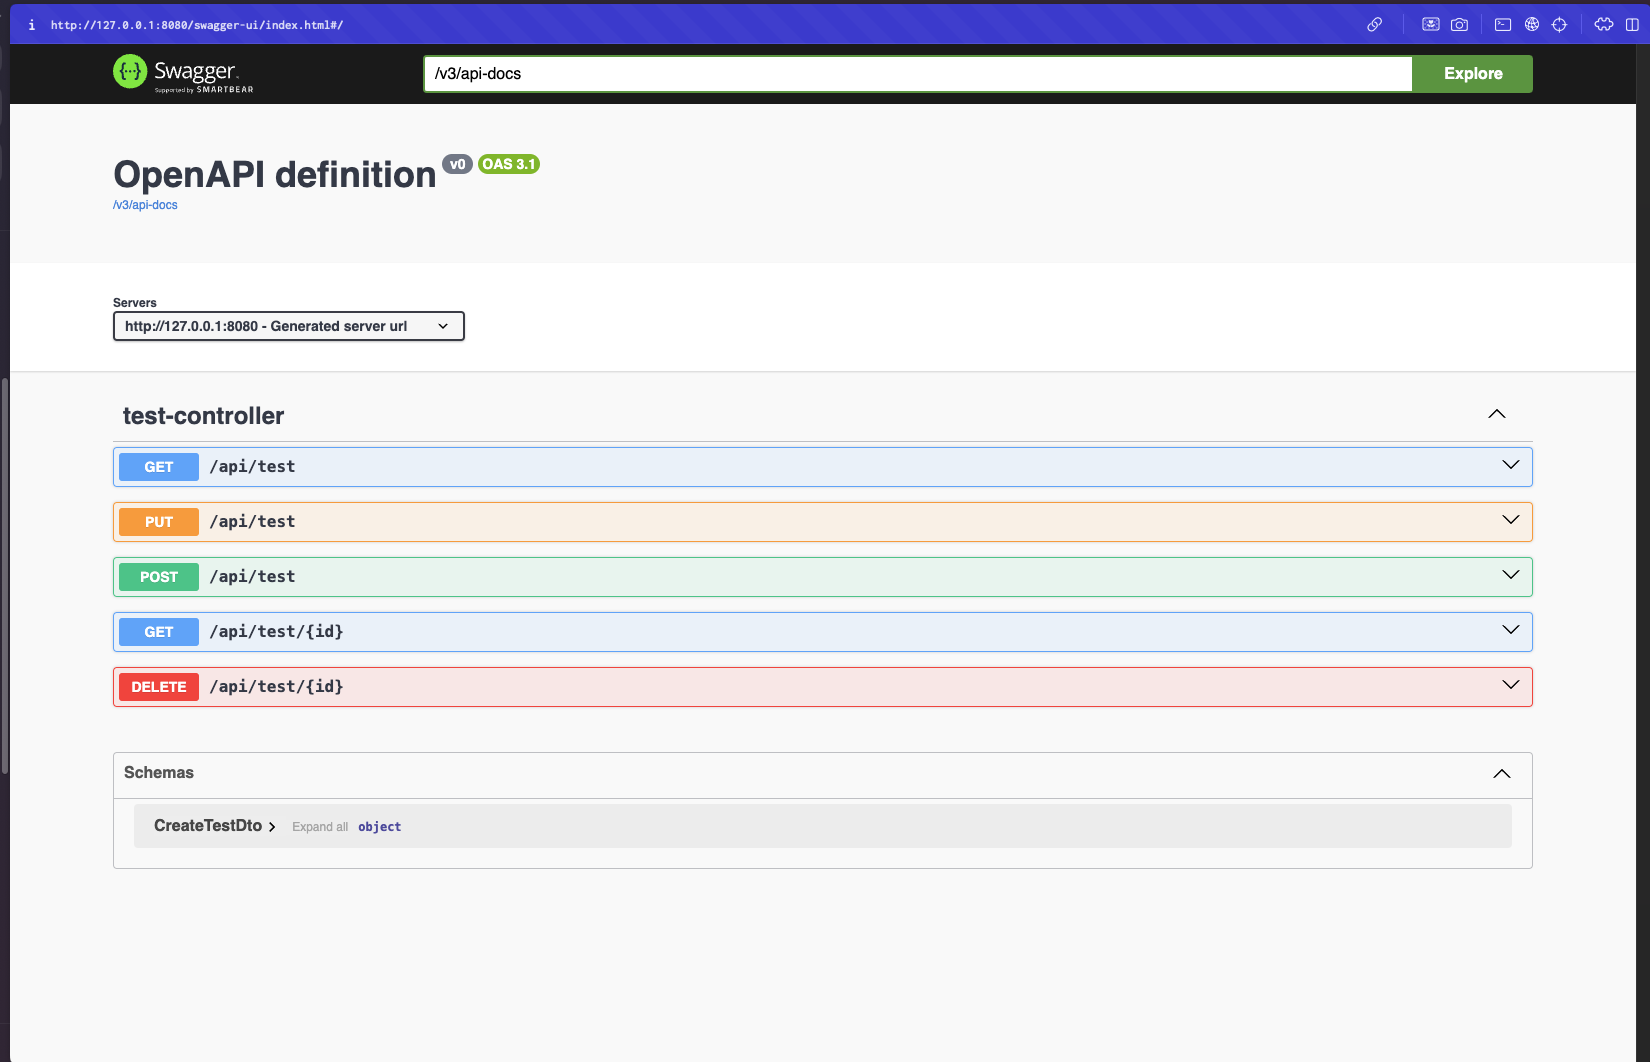 i http://127.0.0.1:8080/swagger-ui/index.html#/
{···} Swagger.
Supported by SMARTBEAR
/v3/api-docs
Explore
OpenAPI definition v0 OAS 3.1
/v3/api-docs
Servers
http://127.0.0.1:8080 - Generated server url
test-controller
GET /api/test
PUT /api/test
POST /api/test
GET /api/test/{id}
DELETE /api/test/{id}
Schemas
CreateTestDto Expand all object